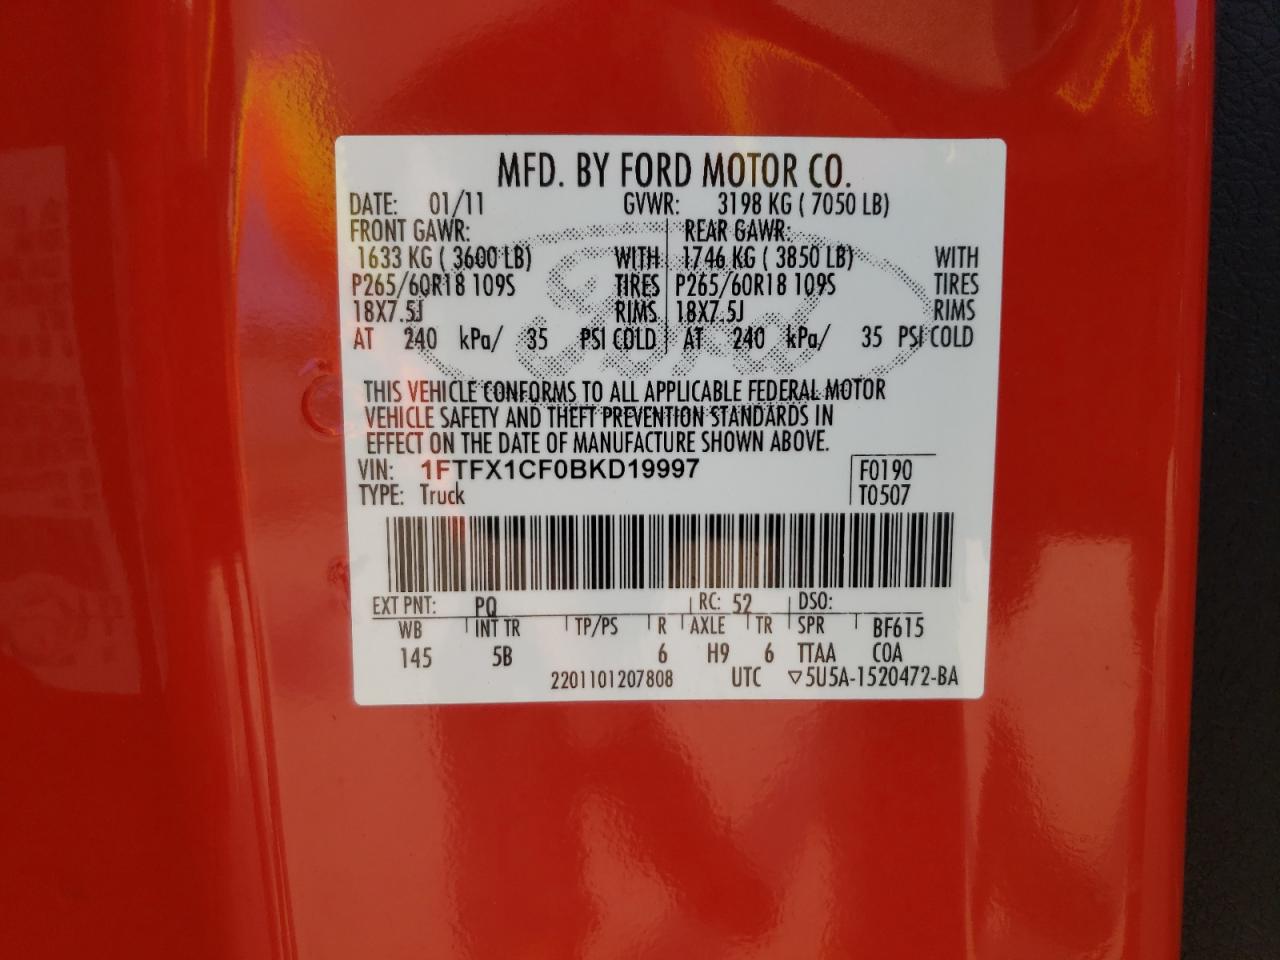 MFD. BY FORD MOTOR CO.
DATE: 01/11 GVWR: 3198 KG ( 7050 LB)
FRONT GAWR: REAR GAWR:
1633 KG ( 3600 LB) WITH 1746 KG ( 3850 LB) WITH
P265/60R18 109S TIRES P265/60R18 109S TIRES
18X7.5J RIMS 18X7.5J RIMS
AT 240 kPa/ 35 PSI COLD AT 240 kPa/ 35 PSI COLD
Ford
THIS VEHICLE CONFORMS TO ALL APPLICABLE FEDERAL MOTOR
VEHICLE SAFETY AND THEFT PREVENTION STANDARDS IN
EFFECT ON THE DATE OF MANUFACTURE SHOWN ABOVE.
VIN: 1FTFX1CF0BKD19997 F0190
TYPE: Truck T0507
EXT PNT: PQ RC: 52 DSO:
WB INT TR TP/PS R AXLE TR SPR BF615
145 5B 6 H9 6 TTAA COA
2201101207808 UTC ▽5U5A-1520472-BA